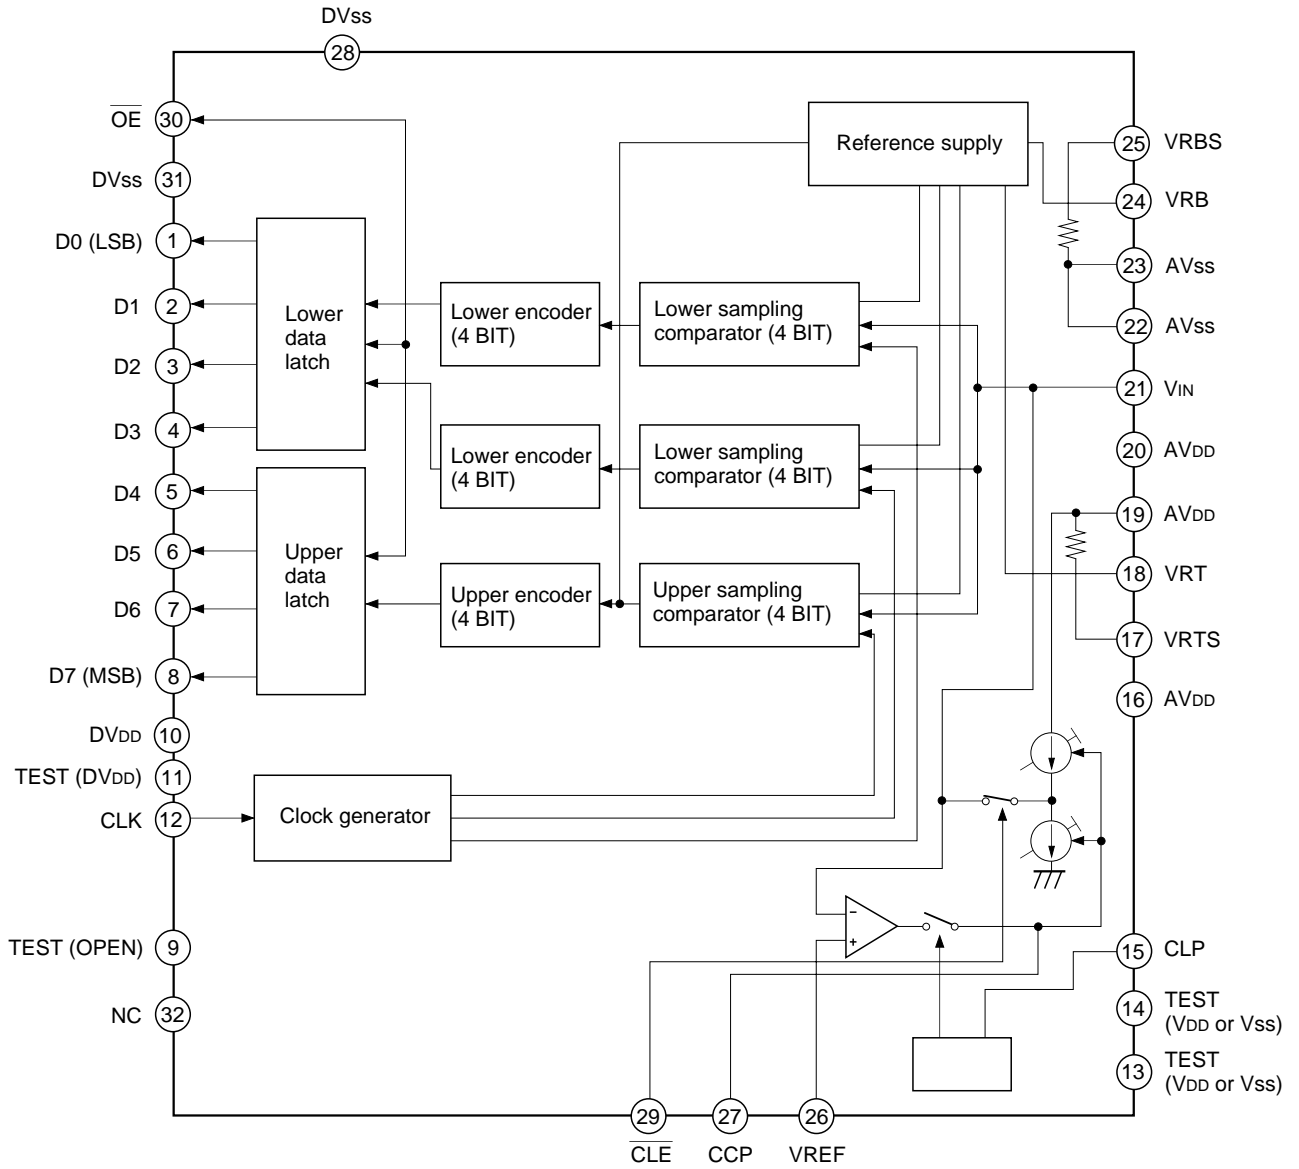 DVss
28
OE
30
DVss
31
D0 (LSB)
1
D1
2
D2
3
D3
4
D4
5
D5
6
D6
7
D7 (MSB)
8
DVDD
10
TEST (DVDD)
11
CLK
12
TEST (OPEN)
9
NC
32
Lower
data
latch
Upper
data
latch
Clock generator
Lower encoder
(4 BIT)
Lower encoder
(4 BIT)
Upper encoder
(4 BIT)
Lower sampling
comparator (4 BIT)
Lower sampling
comparator (4 BIT)
Upper sampling
comparator (4 BIT)
Reference supply
25
VRBS
24
VRB
23
AVss
22
AVss
21
VIN
20
AVDD
19
AVDD
18
VRT
17
VRTS
16
AVDD
−
+
15
CLP
14
TEST
(VDD or Vss)
13
TEST
(VDD or Vss)
29
CLE
27
CCP
26
VREF